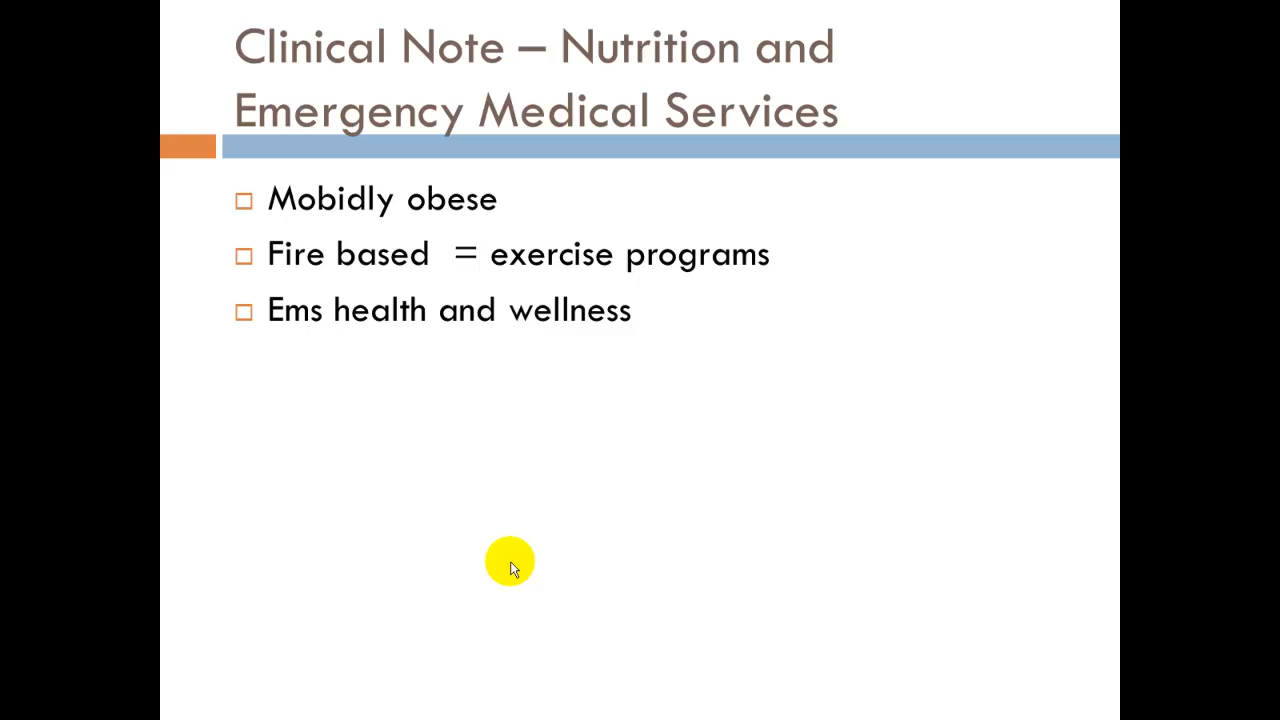 Clinical Note – Nutrition and
Emergency Medical Services
Mobidly obese
Fire based = exercise programs
Ems health and wellness